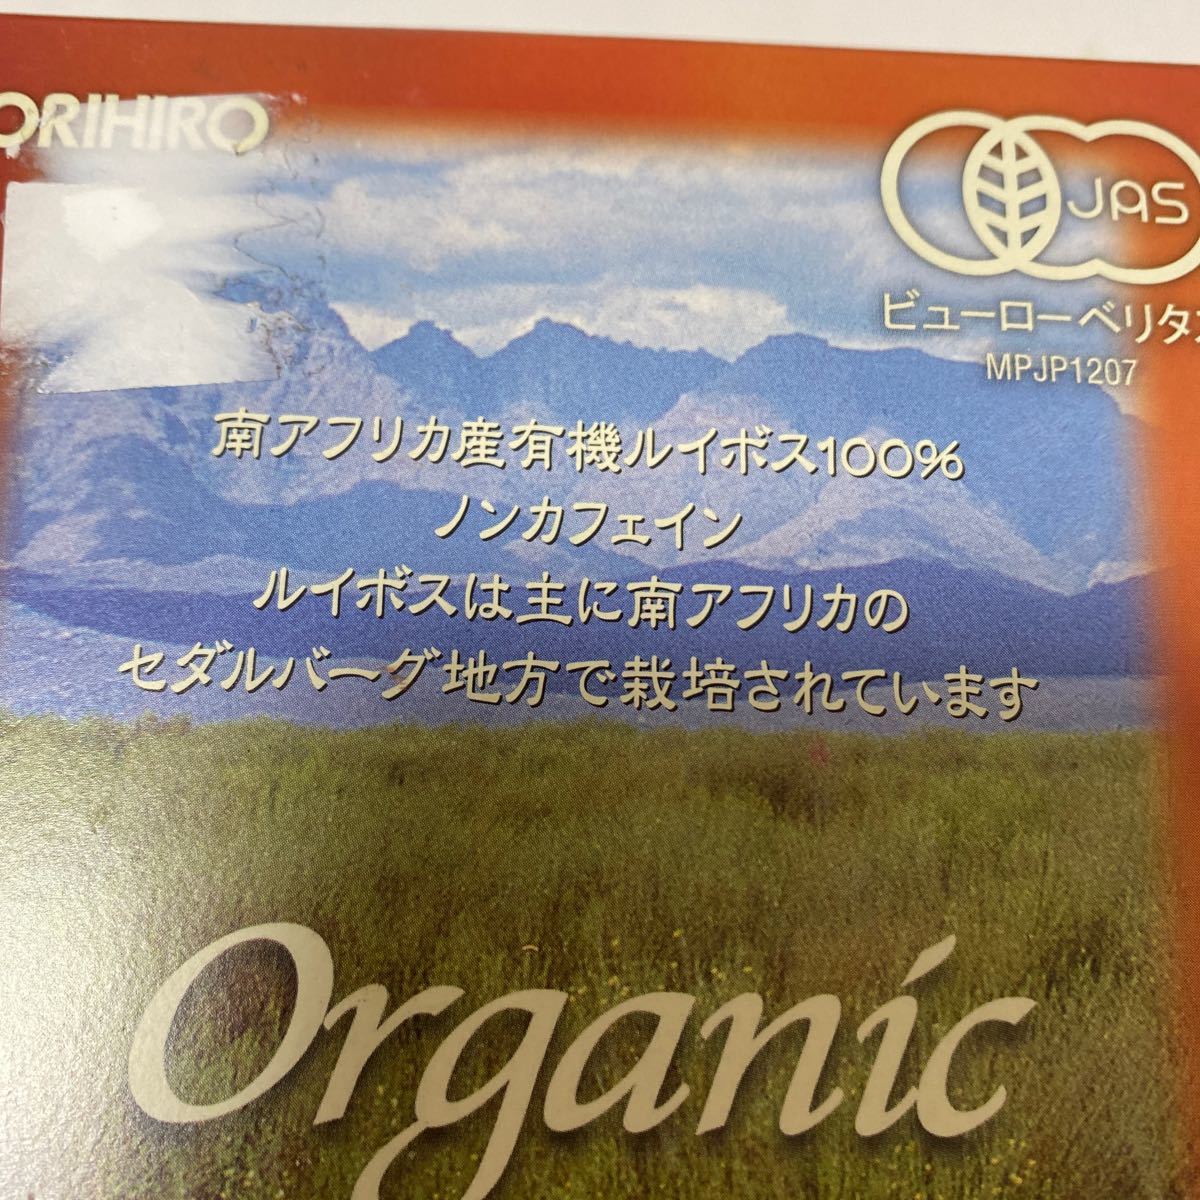 ORIHIRO
JAS
ビューローベリタス
MPJP1207
南アフリカ産有機ルイボス100%
ノンカフェイン
ルイボスは主に南アフリカの
セダルバーグ地方で栽培されています
Organic